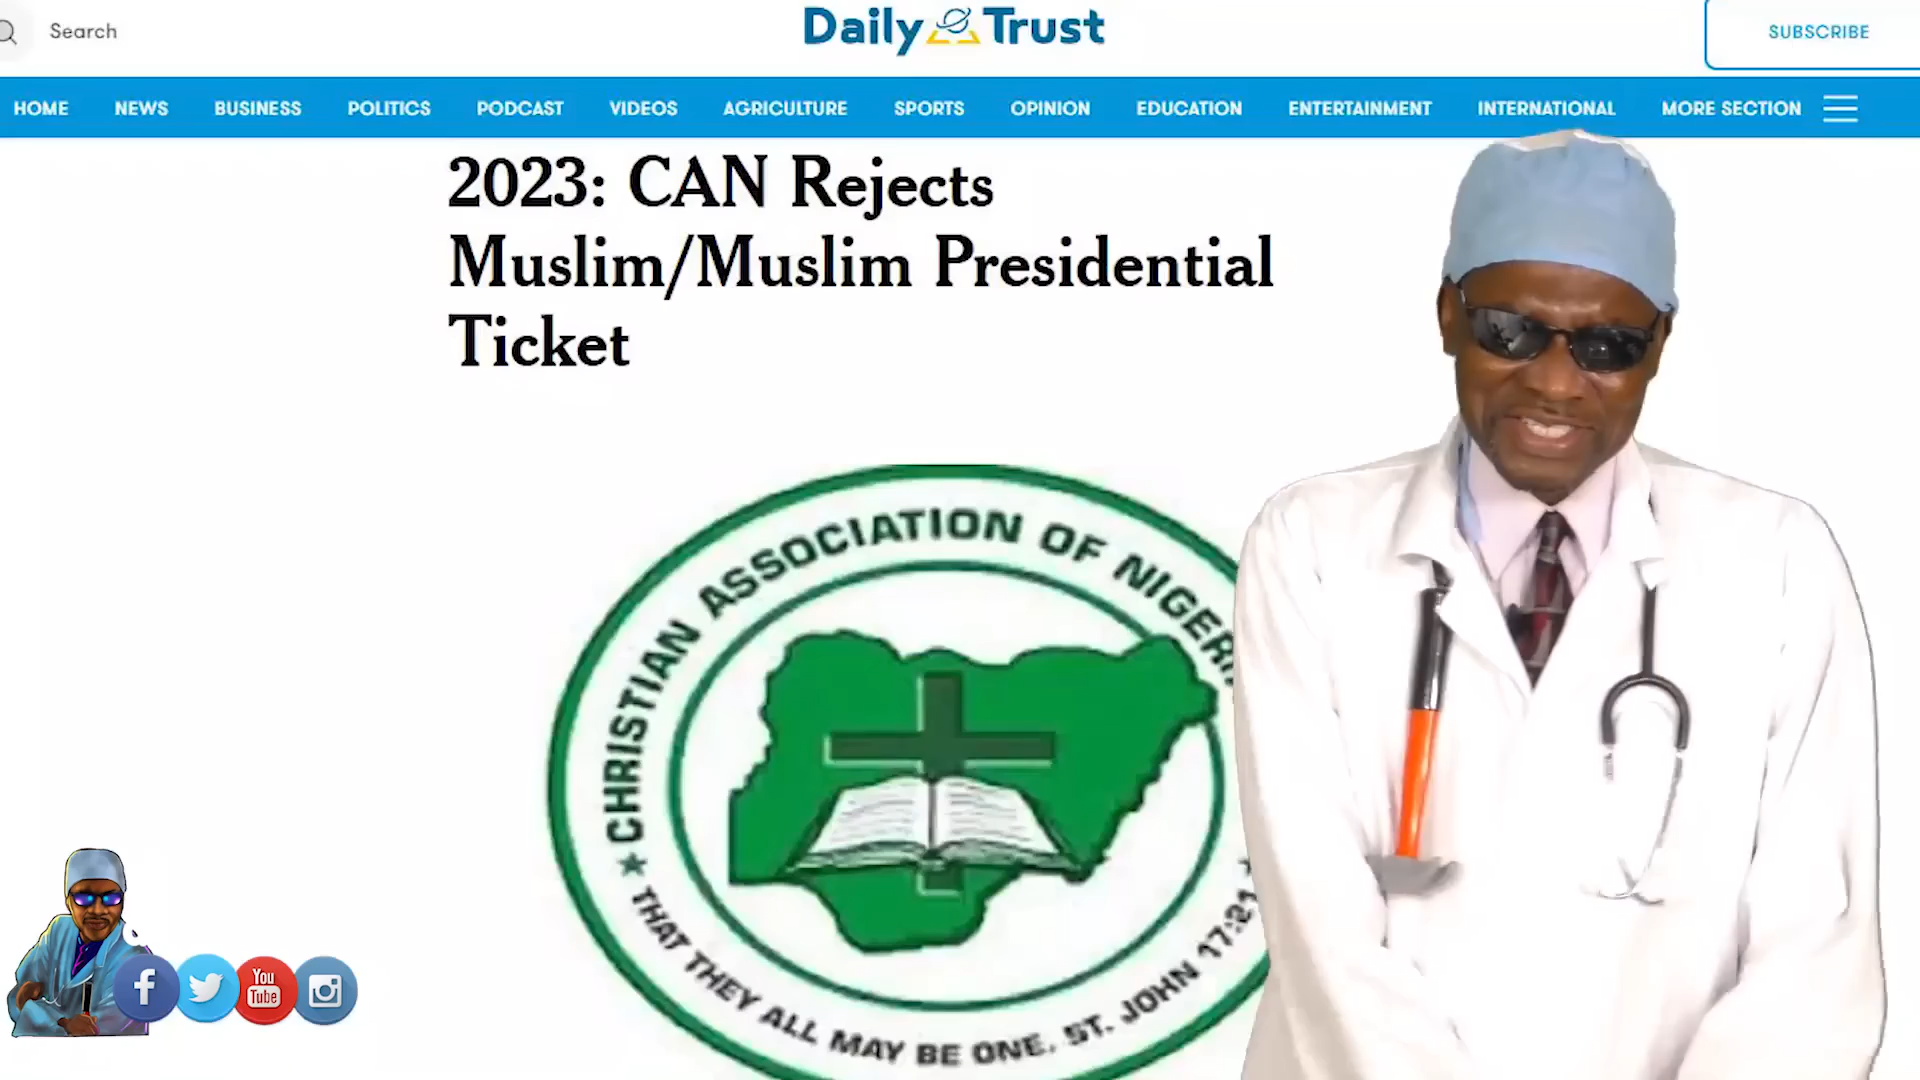 Search
Daily Trust
SUBSCRIBE
HOME NEWS BUSINESS POLITICS PODCAST VIDEOS AGRICULTURE SPORTS OPINION EDUCATION ENTERTAINMENT INTERNATIONAL MORE SECTION
2023: CAN Rejects
Muslim/Muslim Presidential
Ticket
CHRISTIAN ASSOCIATION OF NIGERI
THAT THEY ALL MAY BE ONE. ST. JOHN 17:21
f
You
Tube